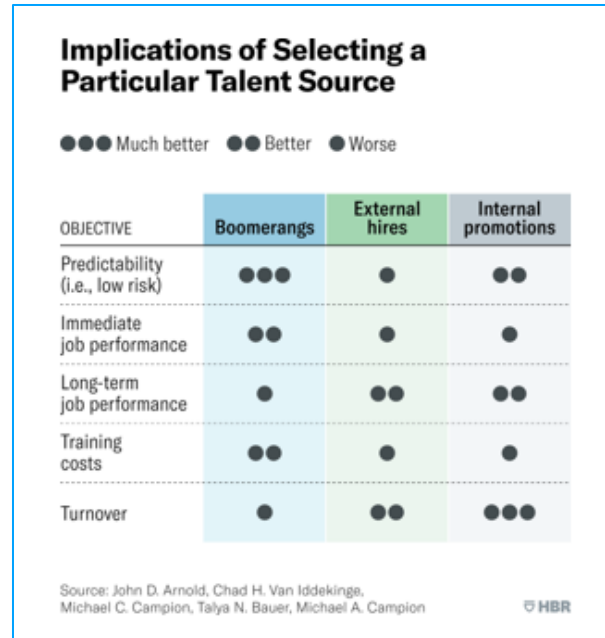 Implications of Selecting a
Particular Talent Source
Much better Better Worse
OBJECTIVE Boomerangs External hires Internal promotions
Predictability
(i.e., low risk)
Immediate
job performance
Long-term
job performance
Training
costs
Turnover
Source: John D. Arnold, Chad H. Van Iddekinge,
Michael C. Campion, Talya N. Bauer, Michael A. Campion
HBR